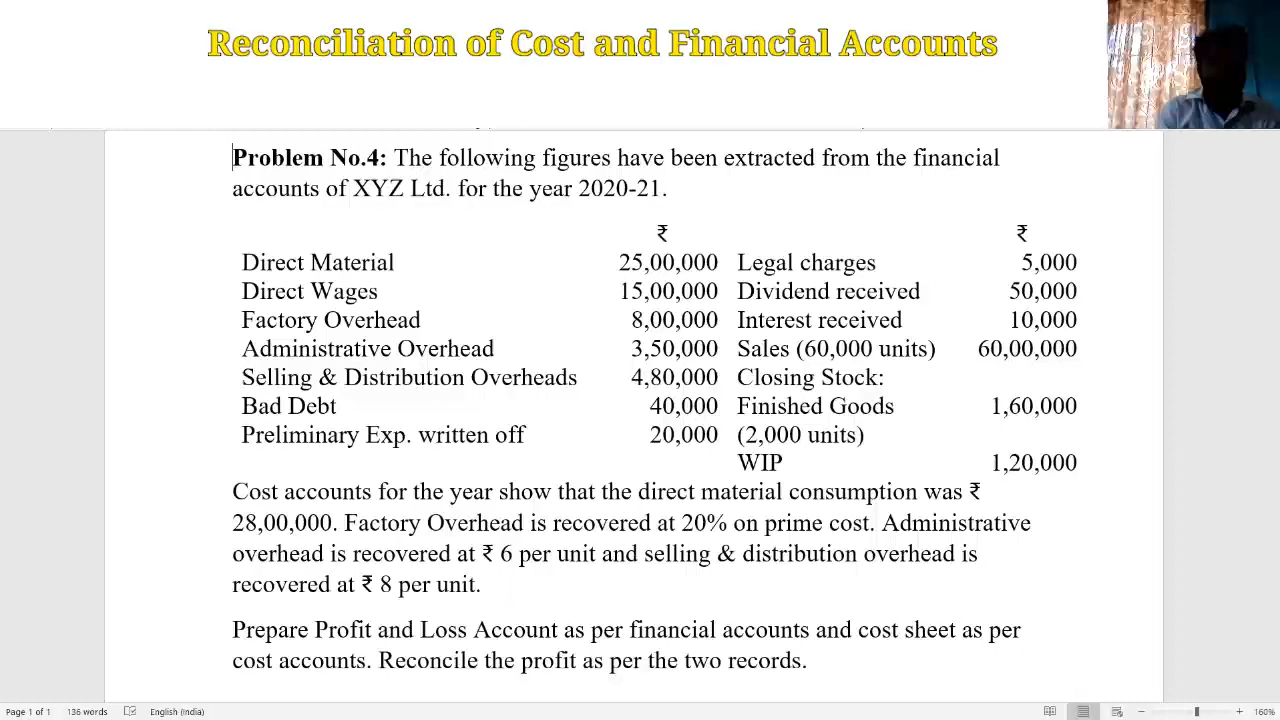 Reconciliation of Cost and Financial Accounts
Problem No.4: The following figures have been extracted from the financial
accounts of XYZ Ltd. for the year 2020-21.
₹ ₹
Direct Material 25,00,000 Legal charges 5,000
Direct Wages 15,00,000 Dividend received 50,000
Factory Overhead 8,00,000 Interest received 10,000
Administrative Overhead 3,50,000 Sales (60,000 units) 60,00,000
Selling & Distribution Overheads 4,80,000 Closing Stock:
Bad Debt 40,000 Finished Goods 1,60,000
Preliminary Exp. written off 20,000 (2,000 units)
WIP 1,20,000
Cost accounts for the year show that the direct material consumption was ₹
28,00,000. Factory Overhead is recovered at 20% on prime cost. Administrative
overhead is recovered at ₹ 6 per unit and selling & distribution overhead is
recovered at ₹ 8 per unit.
Prepare Profit and Loss Account as per financial accounts and cost sheet as per
cost accounts. Reconcile the profit as per the two records.
Page 1 of 1 136 words English (India) 160%